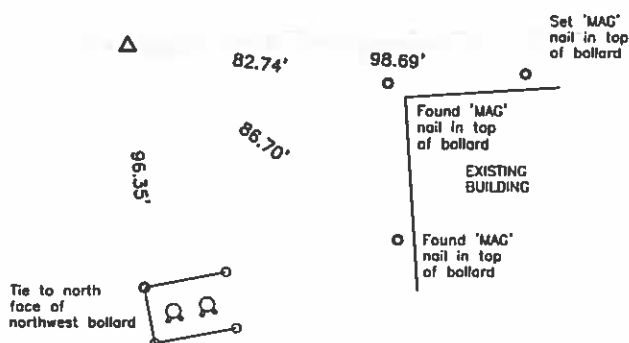 Set 'MAG'
nail in top
of bollard
82.74'
98.69'
Found 'MAG'
nail in top
of bollard
86.70'
EXISTING
BUILDING
96.35'
Found 'MAG'
nail in top
of bollard
Tie to north
face of
northwest bollard